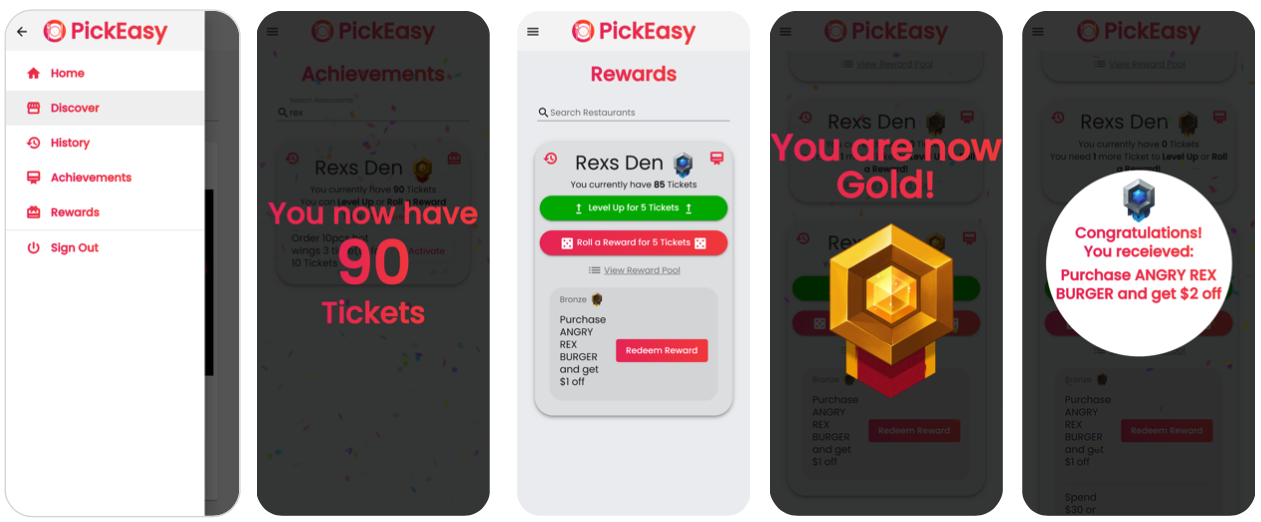 PickEasy
Home
Discover
History
Achievements
Rewards
Sign Out
PickEasy
Achievements
Search Restaurants
rex
Rexs Den
You currently have 90 Tickets
You can Level Up or Roll a Reward
You now have
90
Tickets
Order 10pcs hot
wings 3 times
10 Tickets
Activate
PickEasy
Rewards
Search Restaurants
Rexs Den
You currently have 85 Tickets
Level Up for 5 Tickets
Roll a Reward for 5 Tickets
View Reward Pool
Bronze
Purchase
ANGRY
REX
BURGER
and get
$1 off
Redeem Reward
PickEasy
View Reward Pool
Rexs Den
You are now
Gold!
Bronze
Purchase
ANGRY
REX
BURGER
and get
$1 off
Redeem Reward
PickEasy
View Reward Pool
Rexs Den
You currently have 0 Tickets
You need 1 more Ticket to Level Up or Roll
a Reward!
Congratulations!
You receieved:
Purchase ANGRY REX
BURGER and get $2 off
Bronze
Purchase
ANGRY
REX
BURGER
and get
$1 off
Redeem Reward
Spend
$30 or